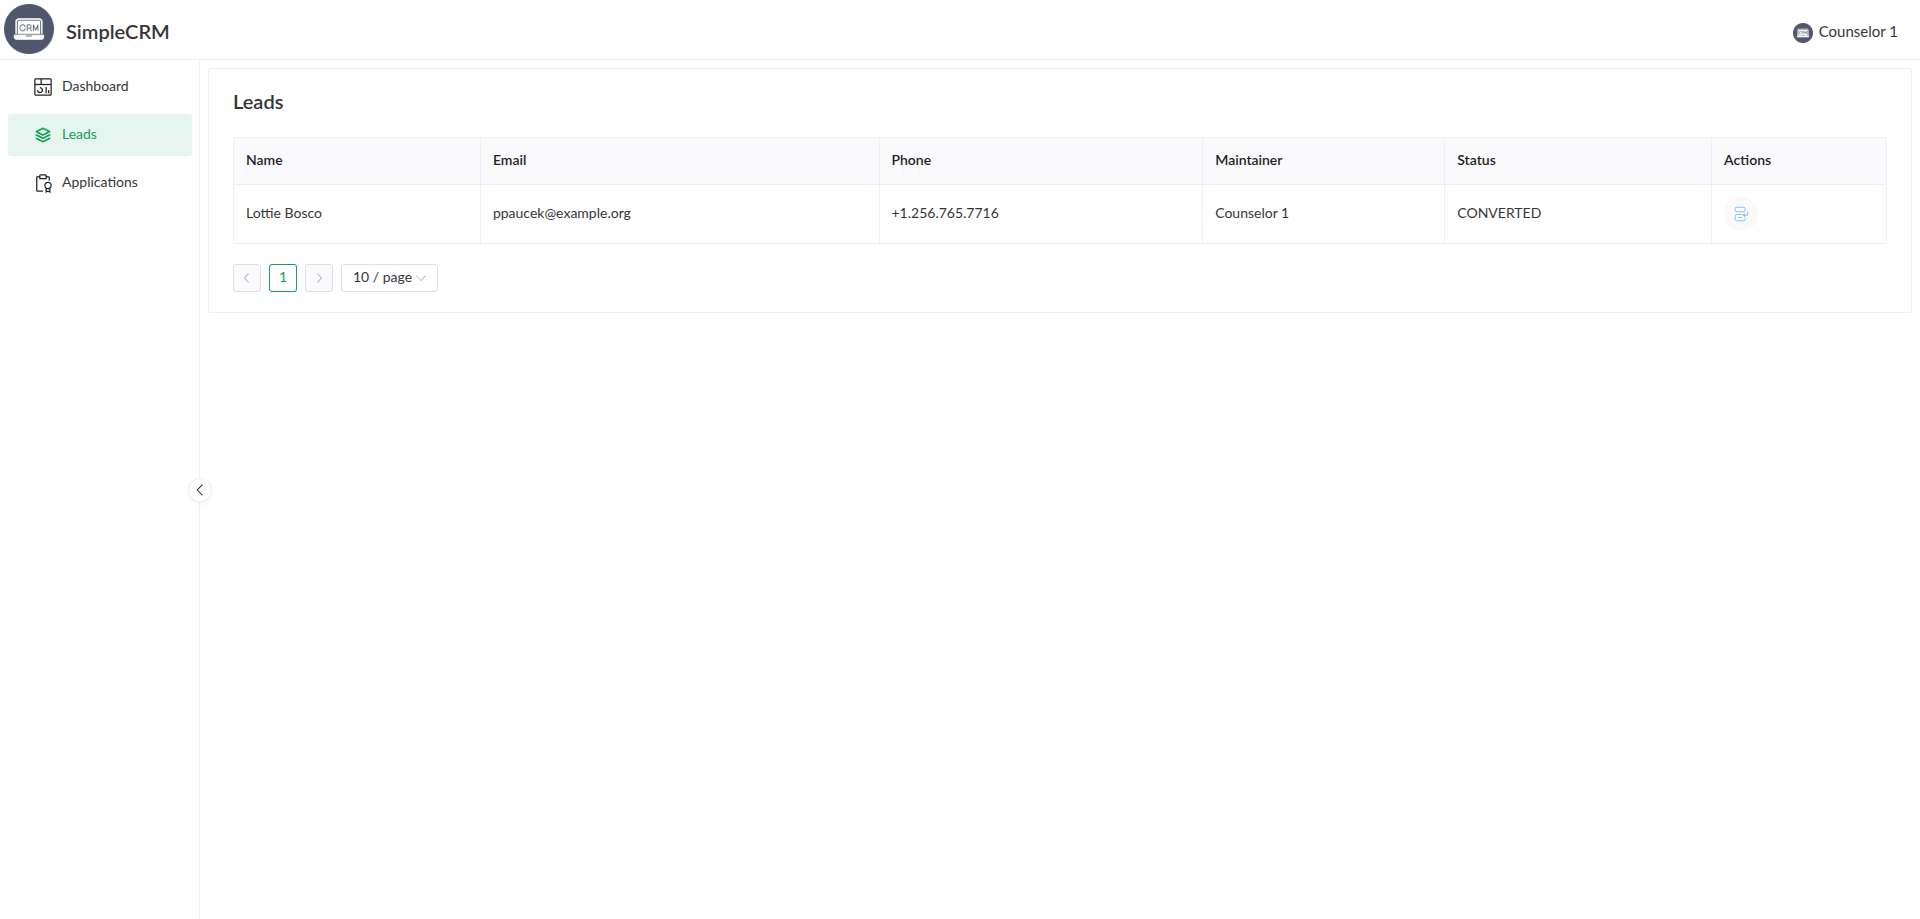 CRM
SimpleCRM
Counselor 1
Dashboard
Leads
Applications
Leads
Name Email Phone Maintainer Status Actions
Lottie Bosco ppaucek@example.org +1.256.765.7716 Counselor 1 CONVERTED
1 10 / page